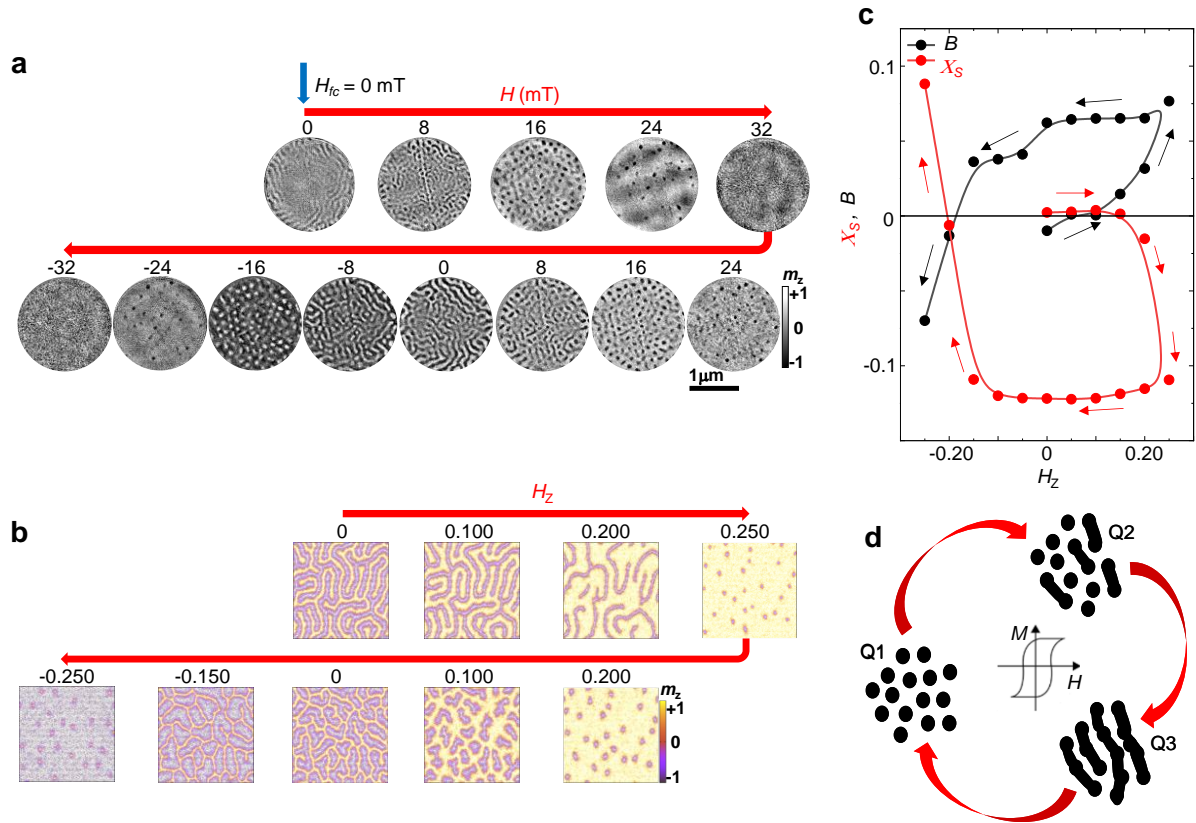 a
H_fc = 0 mT
H (mT)
0 8 16 24 32
-32 -24 -16 -8 0 8 16 24
m_z
+1
0
-1
1μm
b
H_Z
0 0.100 0.200 0.250
-0.250 -0.150 0 0.100 0.200
m_z
+1
0
-1
c
B
X_S
0.1
0
-0.1
X_S, B
-0.20 0 0.20
H_Z
d
Q2
Q1
M
H
Q3